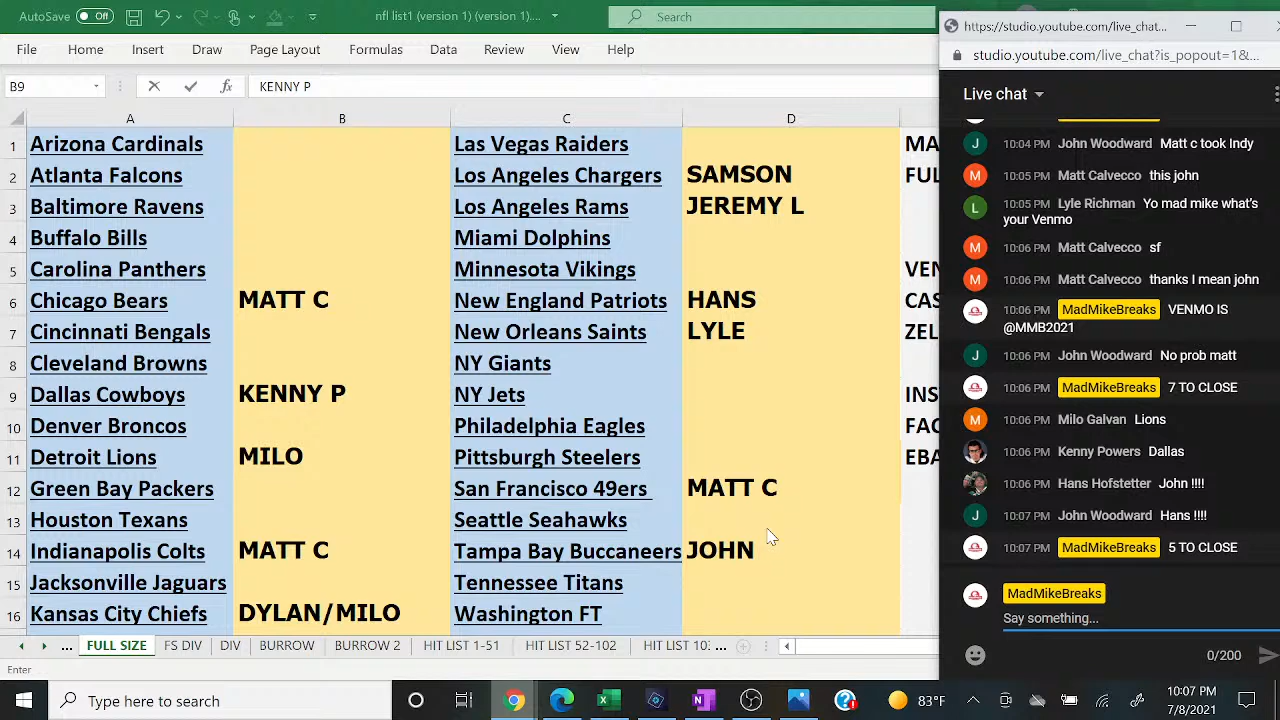 AutoSave Off nfl list1 (version 1) (version 1).... Search
https://studio.youtube.com/live_chat...
File Home Insert Draw Page Layout Formulas Data Review View Help
studio.youtube.com/live_chat?is_popout=1&...
B9 fx KENNY P
Live chat
A B C D
1 Arizona Cardinals Las Vegas Raiders MA
2 Atlanta Falcons Los Angeles Chargers SAMSON FUL
3 Baltimore Ravens Los Angeles Rams JEREMY L
4 Buffalo Bills Miami Dolphins
5 Carolina Panthers Minnesota Vikings VEN
6 Chicago Bears MATT C New England Patriots HANS CAS
7 Cincinnati Bengals New Orleans Saints LYLE ZEL
8 Cleveland Browns NY Giants
9 Dallas Cowboys KENNY P NY Jets INS
10 Denver Broncos Philadelphia Eagles FAC
11 Detroit Lions MILO Pittsburgh Steelers EBA
12 Green Bay Packers San Francisco 49ers MATT C
13 Houston Texans Seattle Seahawks
14 Indianapolis Colts MATT C Tampa Bay Buccaneers JOHN
15 Jacksonville Jaguars Tennessee Titans
16 Kansas City Chiefs DYLAN/MILO Washington FT
J 10:04 PM John Woodward Matt c took Indy
M 10:05 PM Matt Calvecco this john
L 10:05 PM Lyle Richman Yo mad mike what's
your Venmo
M 10:06 PM Matt Calvecco sf
M 10:06 PM Matt Calvecco thanks I mean john
10:06 PM MadMikeBreaks VENMO IS
@MMB2021
J 10:06 PM John Woodward No prob matt
10:06 PM MadMikeBreaks 7 TO CLOSE
M 10:06 PM Milo Galvan Lions
10:06 PM Kenny Powers Dallas
10:06 PM Hans Hofstetter John !!!!
J 10:07 PM John Woodward Hans !!!!
10:07 PM MadMikeBreaks 5 TO CLOSE
MadMikeBreaks
Say something...
0/200
... FULL SIZE FS DIV DIV BURROW BURROW 2 HIT LIST 1-51 HIT LIST 52-102 HIT LIST 10: ...
Enter
Type here to search 83°F 10:07 PM
7/8/2021